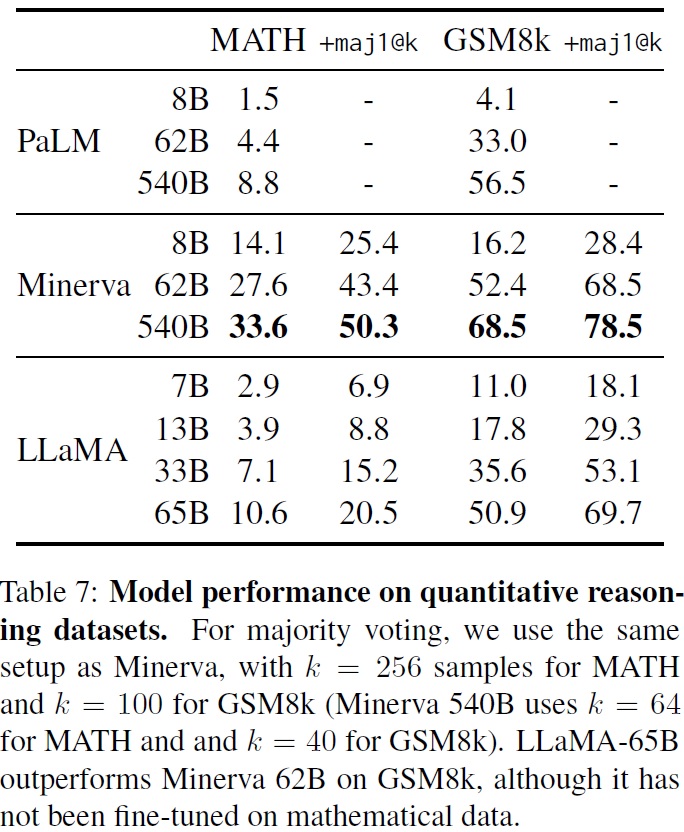 MATH +maj1@k GSM8k +maj1@k
8B 1.5 - 4.1 -
PaLM 62B 4.4 - 33.0 -
540B 8.8 - 56.5 -
8B 14.1 25.4 16.2 28.4
Minerva 62B 27.6 43.4 52.4 68.5
540B 33.6 50.3 68.5 78.5
7B 2.9 6.9 11.0 18.1
13B 3.9 8.8 17.8 29.3
LLaMA
33B 7.1 15.2 35.6 53.1
65B 10.6 20.5 50.9 69.7
Table 7: Model performance on quantitative reason-
ing datasets. For majority voting, we use the same
setup as Minerva, with k = 256 samples for MATH
and k = 100 for GSM8k (Minerva 540B uses k = 64
for MATH and and k = 40 for GSM8k). LLaMA-65B
outperforms Minerva 62B on GSM8k, although it has
not been fine-tuned on mathematical data.